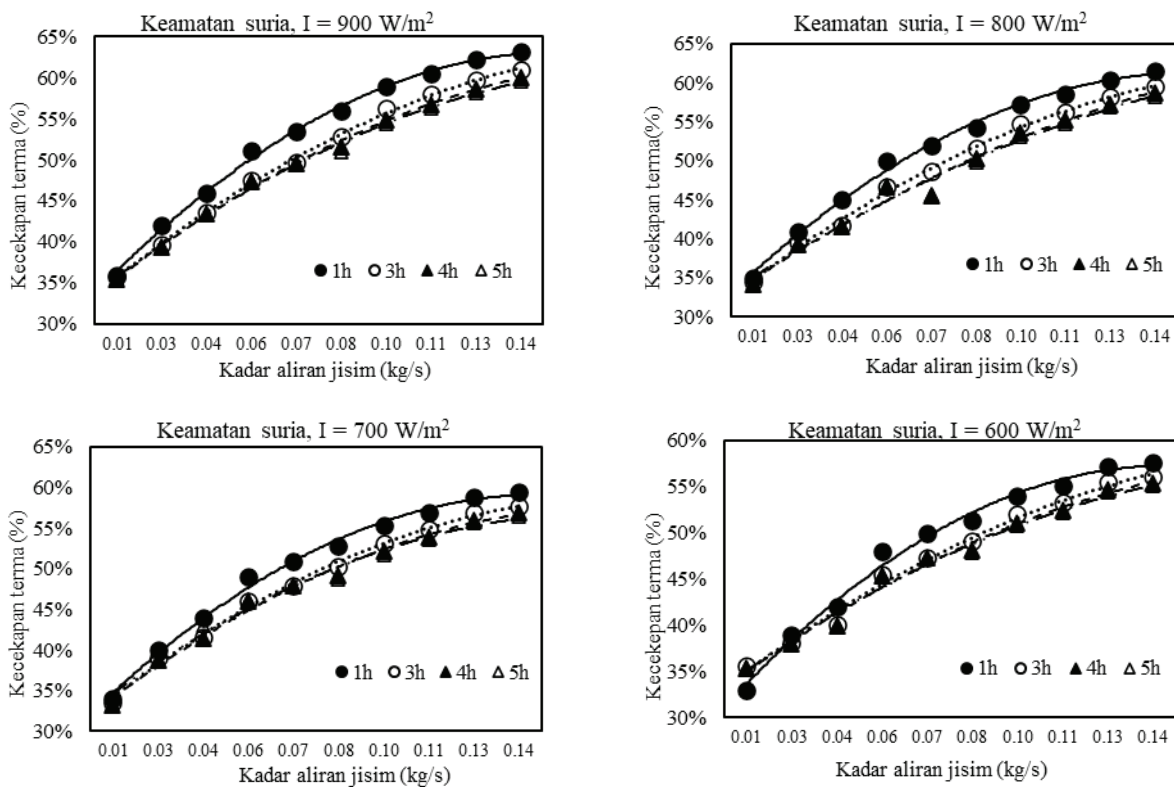 Keamatan suria, I = 900 W/m²
65%
60%
55%
50%
45%
40%
35%
30%
Kecekapan terma (%)
1h 3h 4h 5h
0.01 0.03 0.04 0.06 0.07 0.08 0.10 0.11 0.13 0.14
Kadar aliran jisim (kg/s)
Keamatan suria, I = 800 W/m²
65%
60%
55%
50%
45%
40%
35%
30%
Kecekapan terma(%)
1h 3h 4h 5h
0.01 0.03 0.04 0.06 0.07 0.08 0.10 0.11 0.13 0.14
Kadar aliran jisim (kg/s)
Keamatan suria, I = 700 W/m²
65%
60%
55%
50%
45%
40%
35%
30%
Kecekapan terma (%)
1h 3h 4h 5h
0.01 0.03 0.04 0.06 0.07 0.08 0.10 0.11 0.13 0.14
Kadar aliran jisim (kg/s)
Keamatan suria, I = 600 W/m²
60%
55%
50%
45%
40%
35%
30%
Kecekepan terma (%)
1h 3h 4h 5h
0.01 0.03 0.04 0.06 0.07 0.08 0.10 0.11 0.13 0.14
Kadar aliran jisim (kg/s)